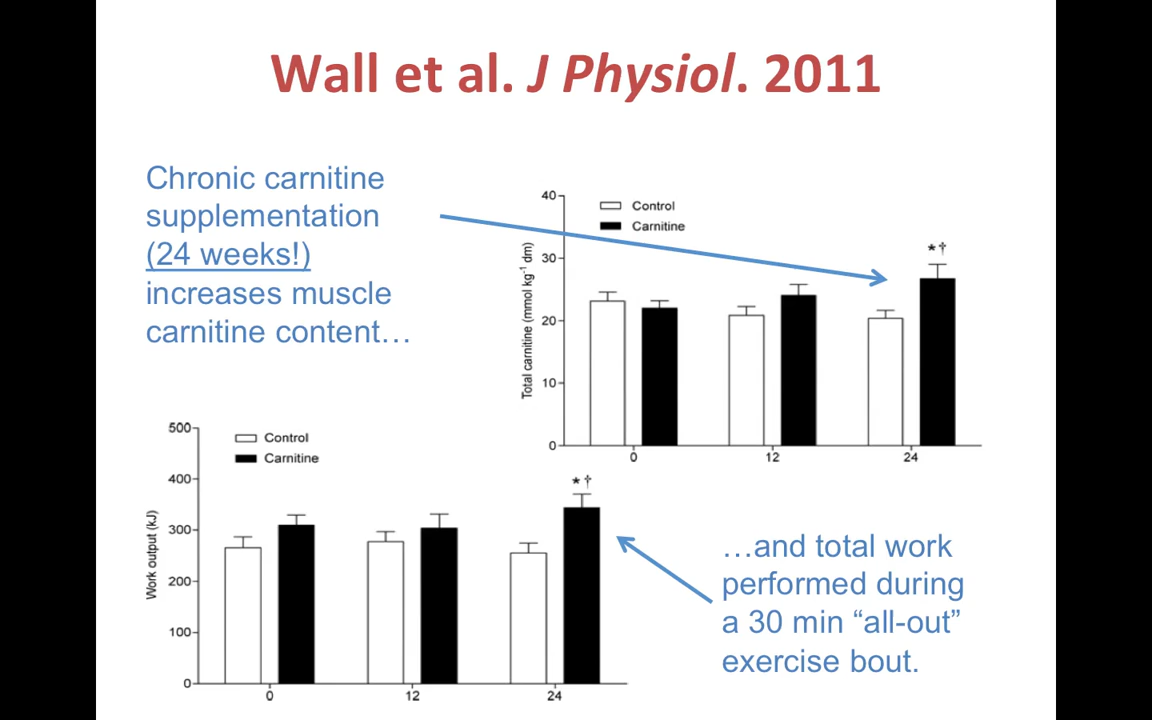 Wall et al. J Physiol. 2011
Chronic carnitine
supplementation
(24 weeks!)
increases muscle
carnitine content…
40
30
20
10
0
Total carnitine (mmol kg⁻¹ dm)
Control
Carnitine
*†
0 12 24
500
400
300
200
100
0
Work output (kJ)
Control
Carnitine
*†
0 12 24
…and total work
performed during
a 30 min “all-out”
exercise bout.